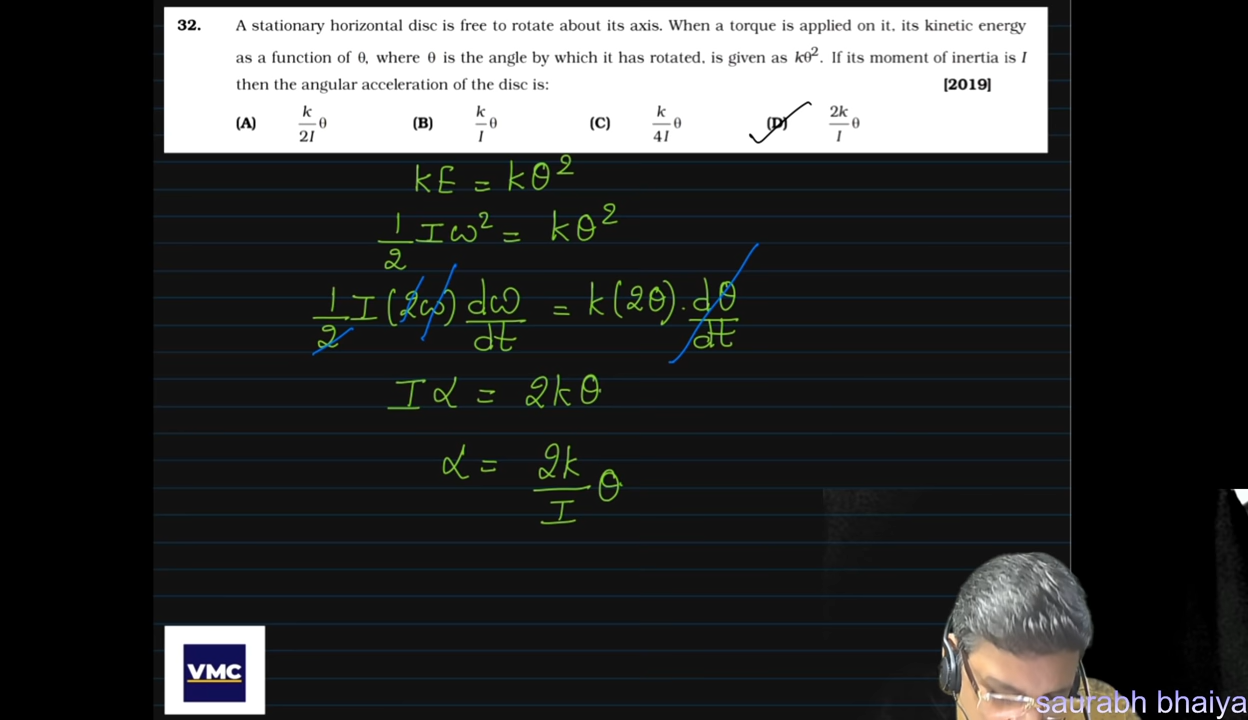 32. A stationary horizontal disc is free to rotate about its axis. When a torque is applied on it, its kinetic energy
as a function of θ, where θ is the angle by which it has rotated, is given as kθ². If its moment of inertia is I
then the angular acceleration of the disc is: [2019]
(A) k/2I θ (B) k/I θ (C) k/4I θ (D) 2k/I θ
KE = kθ²
1/2 I ω² = kθ²
1/2 I (2ω) dω/dt = k(2θ) . dθ/dt
I α = 2kθ
α = 2k/I θ
VMC
saurabh bhaiya